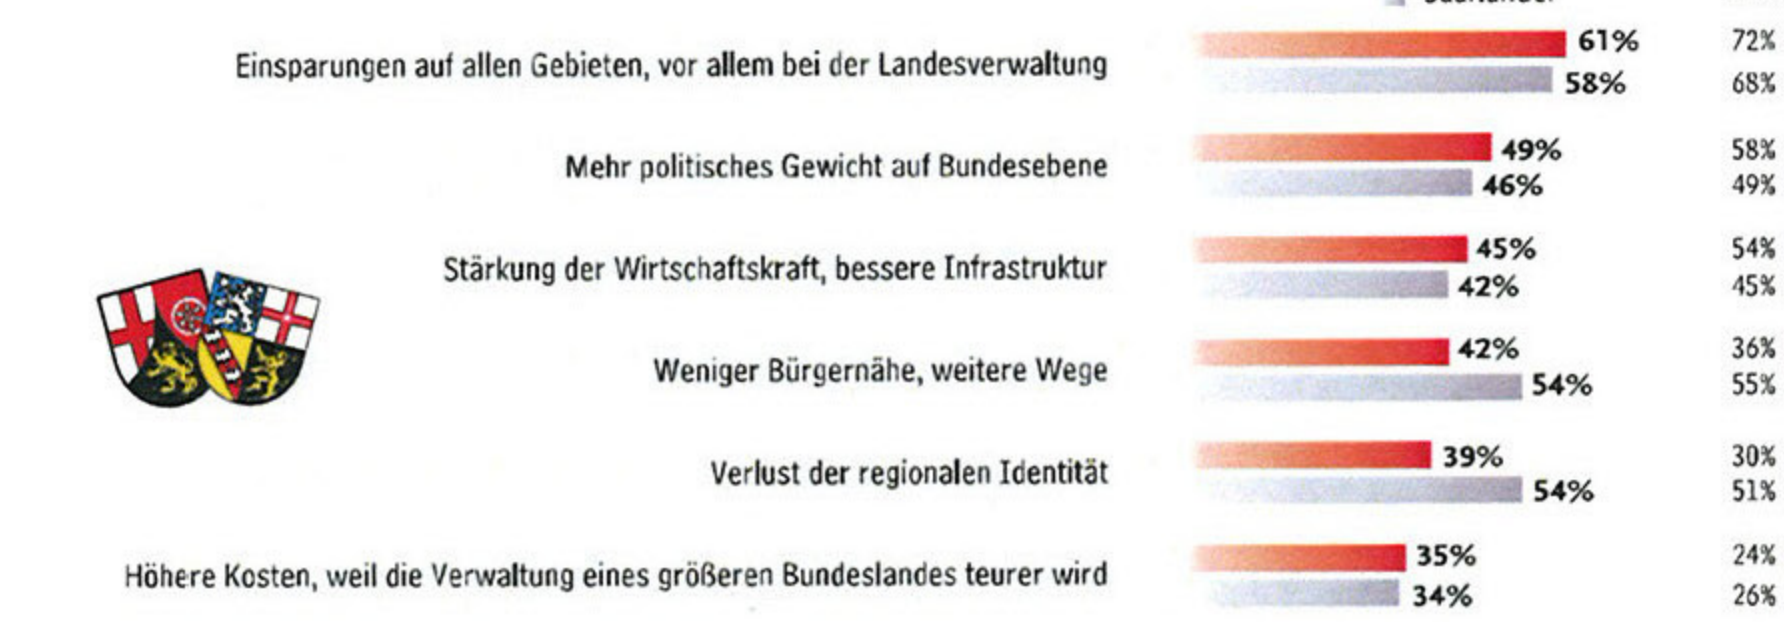 Einsparungen auf allen Gebieten, vor allem bei der Landesverwaltung 61% 72%
58% 68%
Mehr politisches Gewicht auf Bundesebene 49% 58%
46% 49%
Stärkung der Wirtschaftskraft, bessere Infrastruktur 45% 54%
42% 45%
Weniger Bürgernähe, weitere Wege 42% 36%
54% 55%
Verlust der regionalen Identität 39% 30%
54% 51%
Höhere Kosten, weil die Verwaltung eines größeren Bundeslandes teurer wird 35% 24%
34% 26%